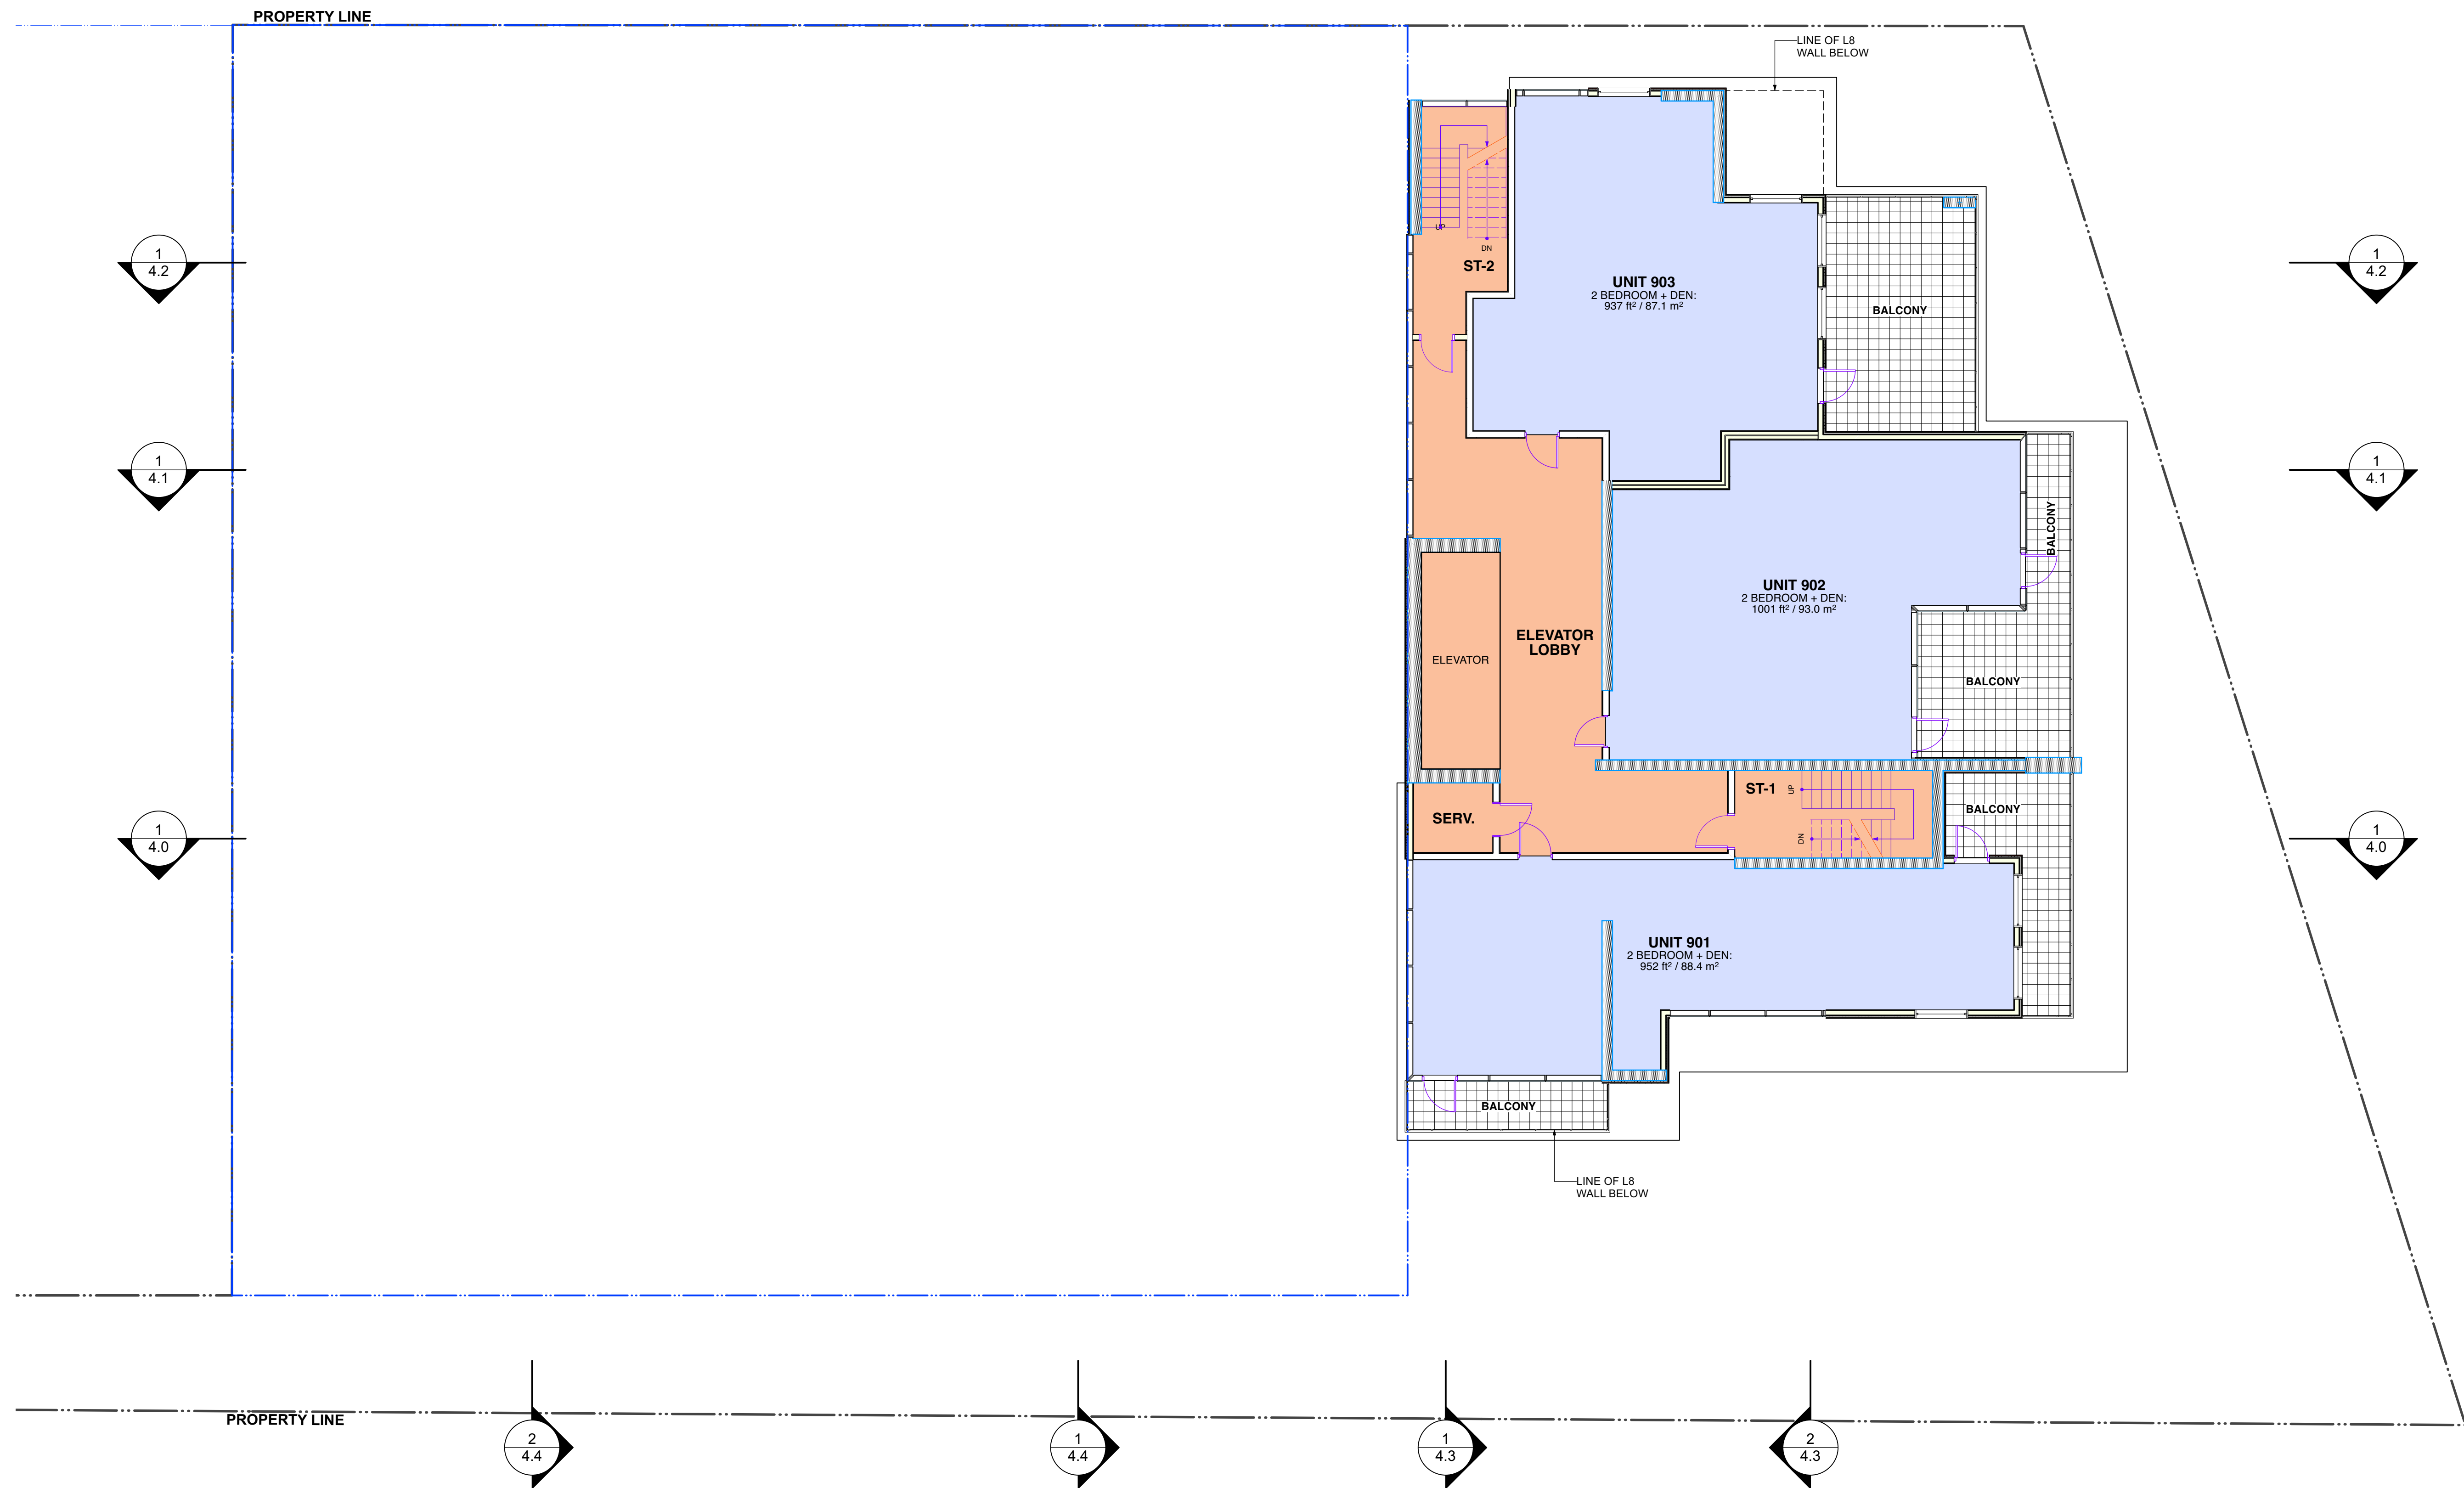 PROPERTY LINE
LINE OF L8
WALL BELOW
UP
DN
ST-2
1
4.2
1
4.2
UNIT 903
2 BEDROOM + DEN:
937 ft² / 87.1 m²
BALCONY
1
4.1
1
4.1
BALCONY
UNIT 902
2 BEDROOM + DEN:
1001 ft² / 93.0 m²
ELEVATOR
LOBBY
ELEVATOR
BALCONY
ST-1
UP
DN
BALCONY
SERV.
1
4.0
1
4.0
UNIT 901
2 BEDROOM + DEN:
952 ft² / 88.4 m²
BALCONY
LINE OF L8
WALL BELOW
PROPERTY LINE
2
4.4
1
4.4
1
4.3
2
4.3